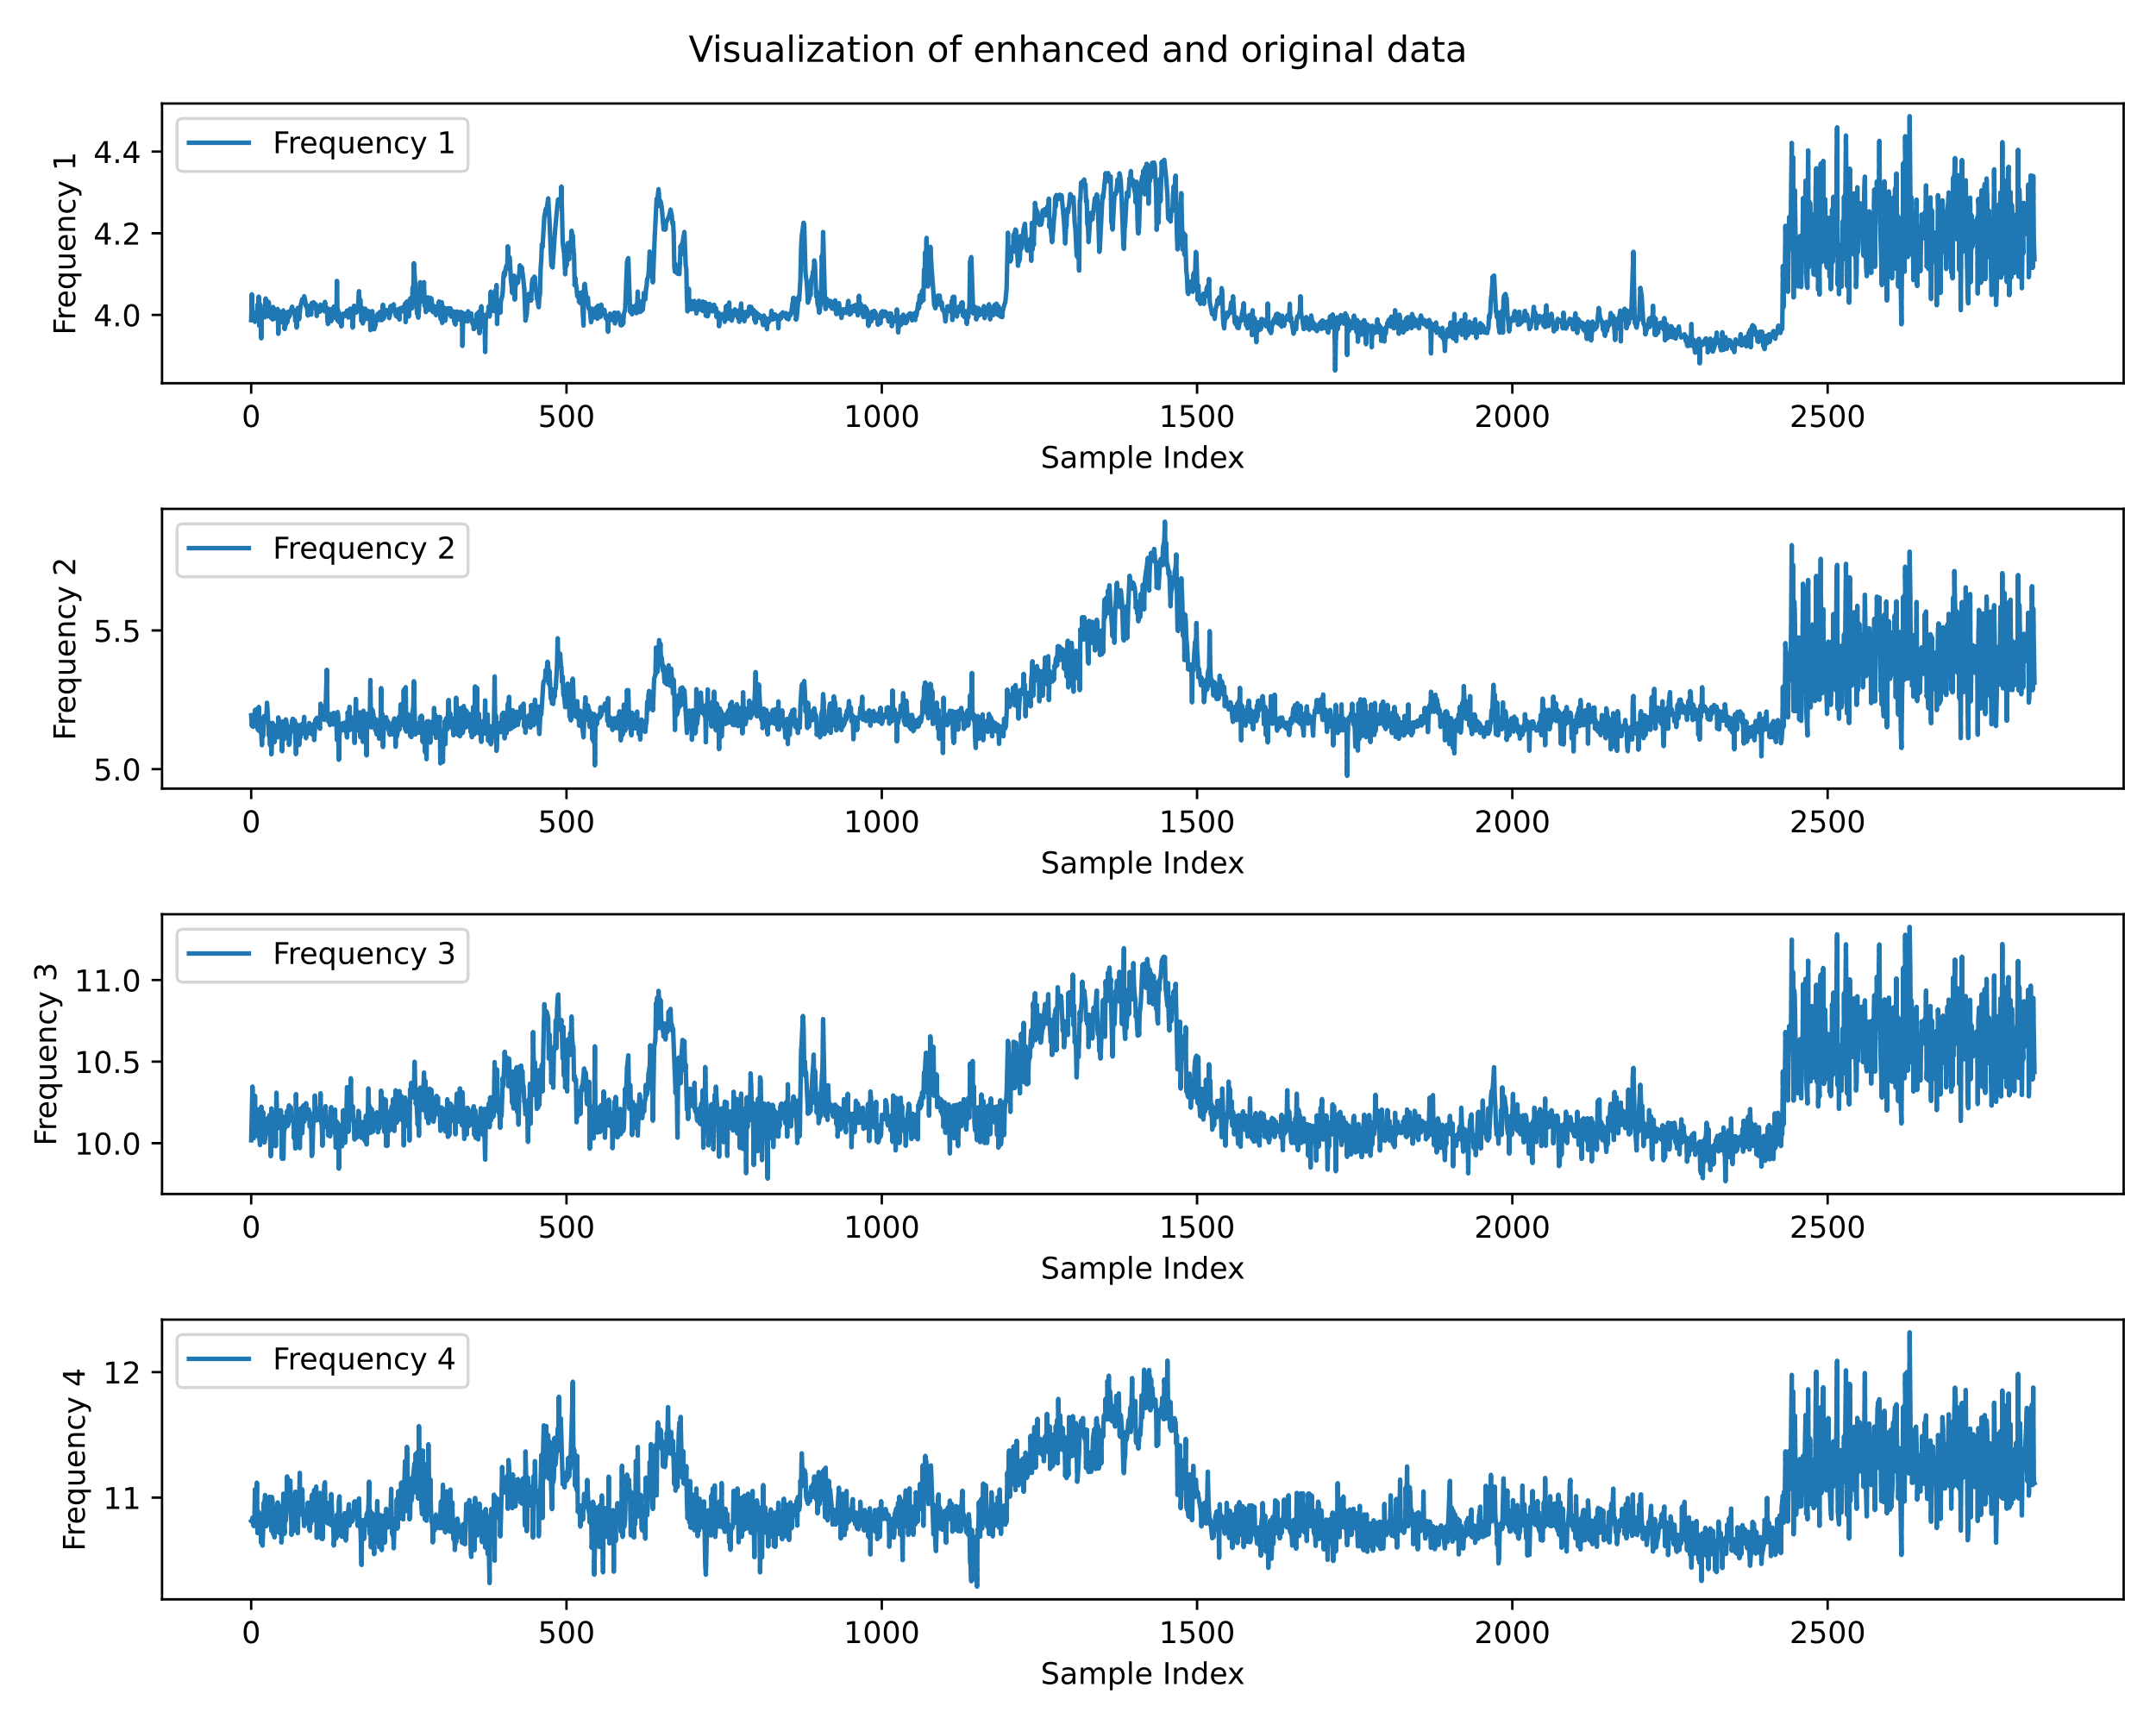 Visualization of enhanced and original data
Frequency 1
4.4
4.2
4.0
Frequency 1
0 500 1000 1500 2000 2500
Sample Index
Frequency 2
5.5
5.0
Frequency 2
0 500 1000 1500 2000 2500
Sample Index
Frequency 3
11.0
10.5
10.0
Frequency 3
0 500 1000 1500 2000 2500
Sample Index
Frequency 4
12
11
Frequency 4
0 500 1000 1500 2000 2500
Sample Index